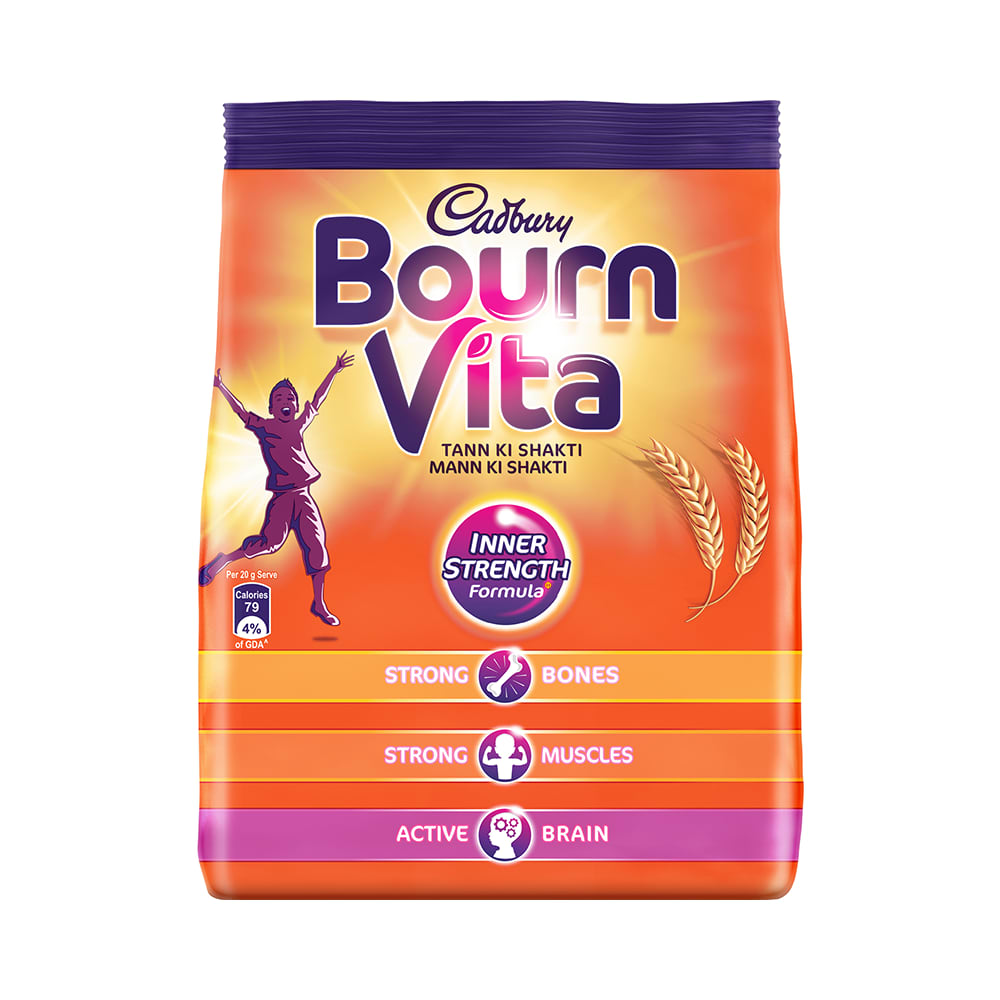 Cadbury
Bourn
Vita
TANN KI SHAKTI
MANN KI SHAKTI
INNER
STRENGTH
Formula
Per 20 g Serve
Calories
79
4%
of GDA^
STRONG BONES
STRONG MUSCLES
ACTIVE BRAIN